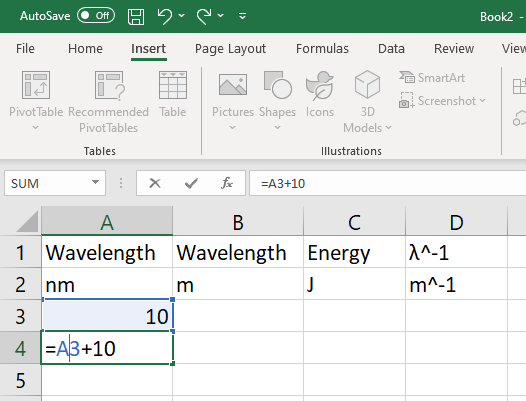 AutoSave Off Book2 -
File Home Insert Page Layout Formulas Data Review View
PivotTable Recommended PivotTables Table Pictures Shapes Icons 3D Models SmartArt
Screenshot
Tables Illustrations
SUM fx =A3+10
A B C D
1 Wavelength Wavelength Energy λ^-1
2 nm m J m^-1
3 10
4 =A3+10
5